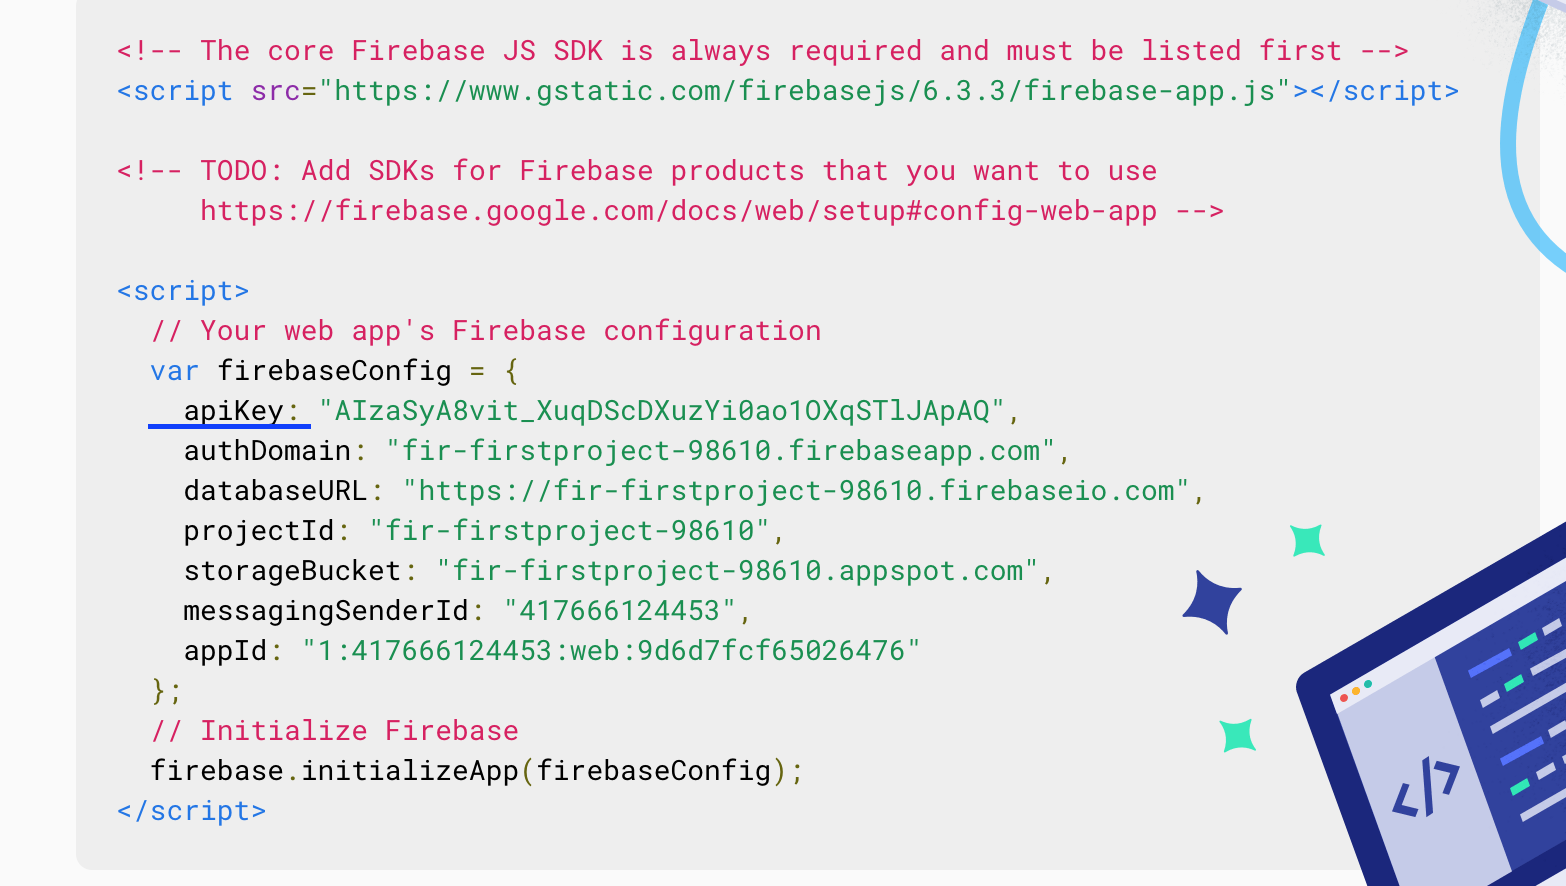 <!-- The core Firebase JS SDK is always required and must be listed first -->
<script src="https://www.gstatic.com/firebasejs/6.3.3/firebase-app.js"></script>
<!-- TODO: Add SDKs for Firebase products that you want to use
https://firebase.google.com/docs/web/setup#config-web-app -->
<script>
// Your web app's Firebase configuration
var firebaseConfig = {
apiKey: "AIzaSyA8vit_XuqDScDXuzYi0ao1OXqSTlJApAQ",
authDomain: "fir-firstproject-98610.firebaseapp.com",
databaseURL: "https://fir-firstproject-98610.firebaseio.com",
projectId: "fir-firstproject-98610",
storageBucket: "fir-firstproject-98610.appspot.com",
messagingSenderId: "417666124453",
appId: "1:417666124453:web:9d6d7fcf65026476"
};
// Initialize Firebase
firebase.initializeApp(firebaseConfig);
</script>
</>